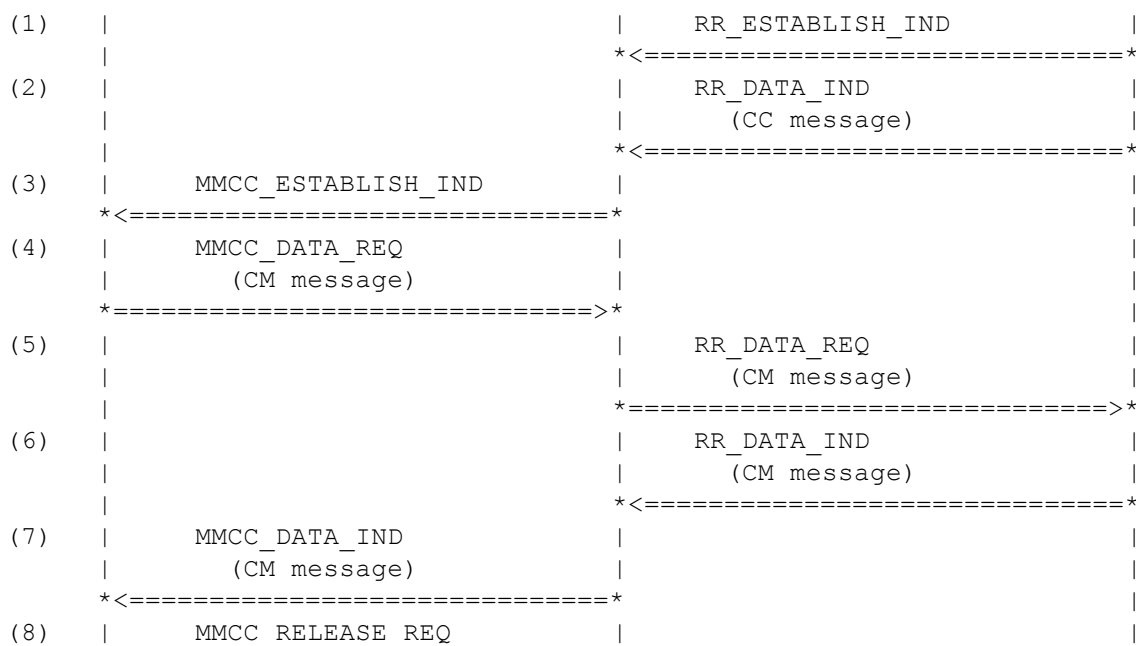 (1) | | RR_ESTABLISH_IND |
| *<==============================*
(2) | | RR_DATA_IND |
| | (CC message) |
| *<==============================*
(3) | MMCC_ESTABLISH_IND | |
*<==============================* |
(4) | MMCC_DATA_REQ | |
| (CM message) | |
*==============================>* |
(5) | | RR_DATA_REQ |
| | (CM message) |
| *==============================>*
(6) | | RR_DATA_IND |
| | (CM message) |
| *<==============================*
(7) | MMCC_DATA_IND | |
| (CM message) | |
*<==============================* |
(8) | MMCC RELEASE REQ | |